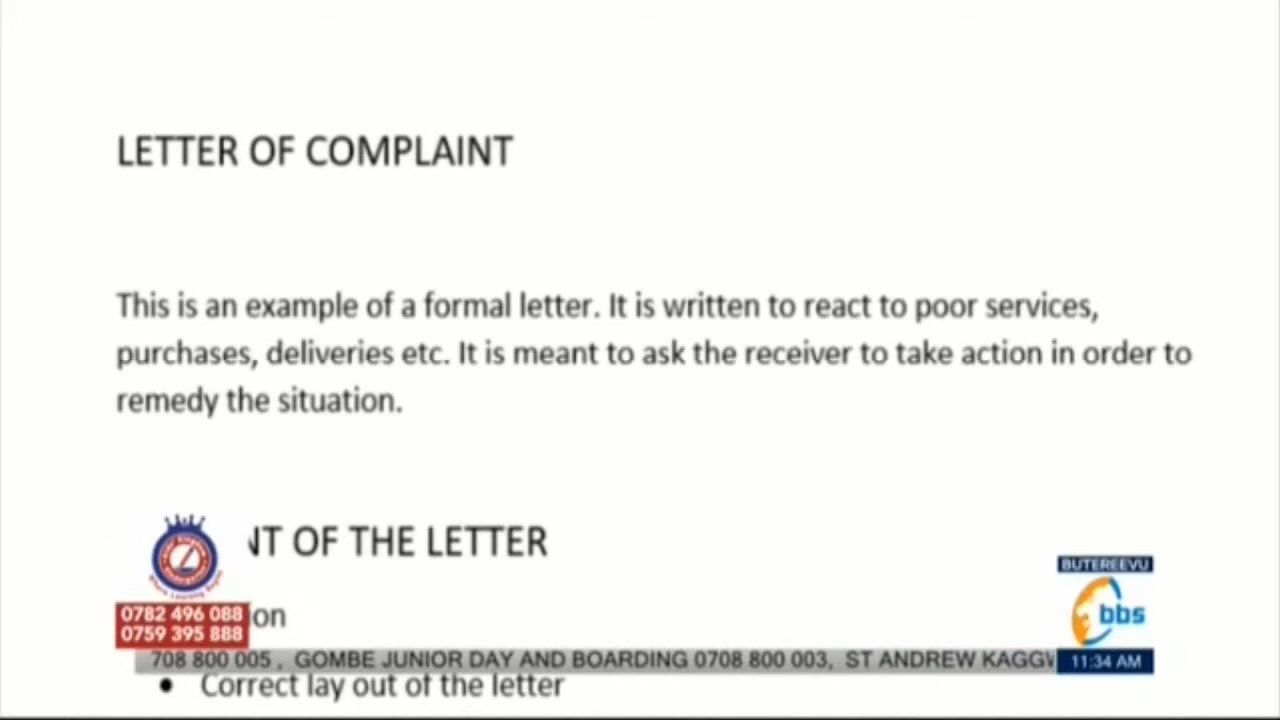 LETTER OF COMPLAINT
This is an example of a formal letter. It is written to react to poor services,
purchases, deliveries etc. It is meant to ask the receiver to take action in order to
remedy the situation.
NT OF THE LETTER
BUTEREEVU
bbs
0782 496 088
0759 395 888
on
708 800 005 , GOMBE JUNIOR DAY AND BOARDING 0708 800 003, ST ANDREW KAGGW
11:34 AM
• Correct lay out of the letter